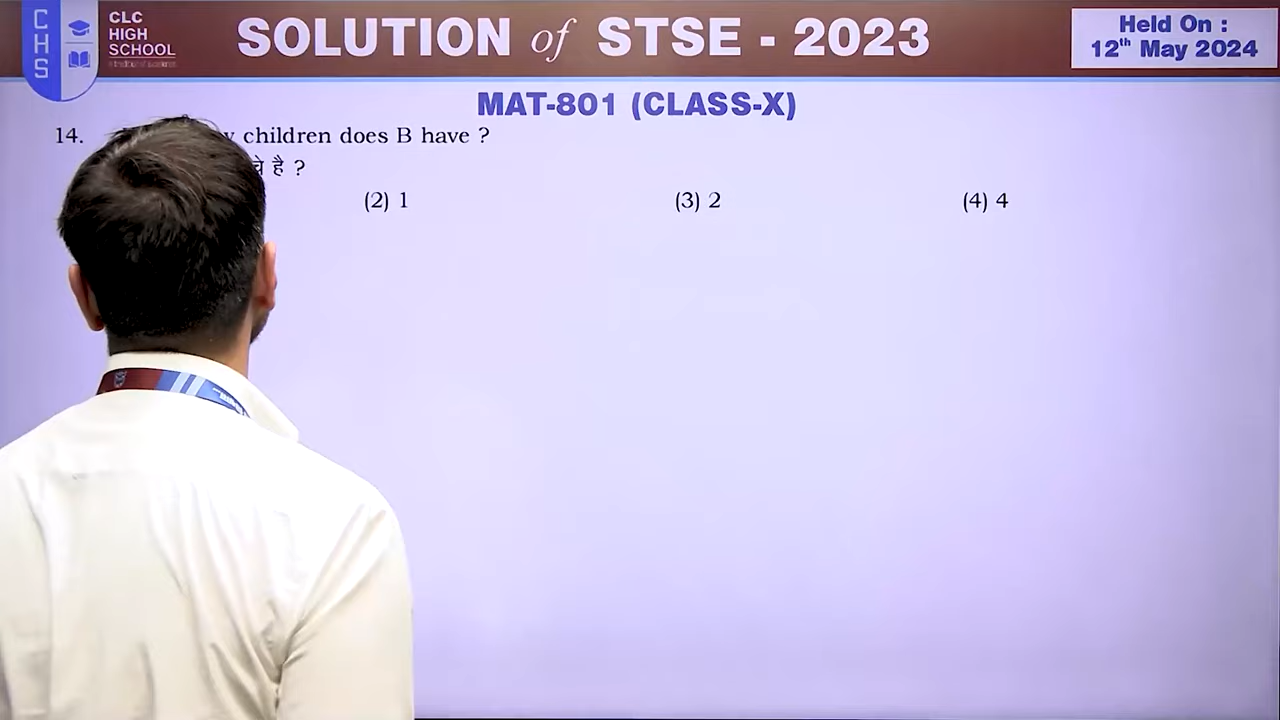 CHS
CLC
HIGH
SCHOOL
SOLUTION of STSE - 2023
Held On :
12th May 2024
MAT-801 (CLASS-X)
14. children does B have ?
है ?
(2) 1 (3) 2 (4) 4